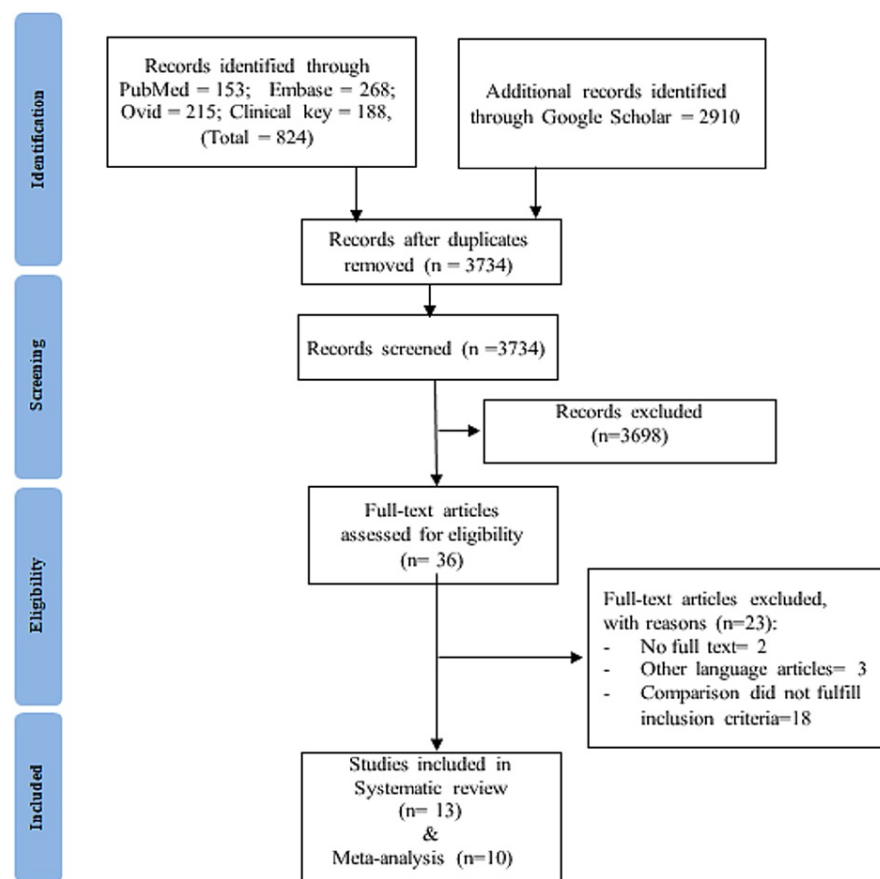 Identification
Records identified through
PubMed = 153; Embase = 268;
Ovid = 215; Clinical key = 188,
(Total = 824)
Additional records identified
through Google Scholar = 2910
Records after duplicates
removed (n = 3734)
Screening
Records screened (n =3734)
Records excluded
(n=3698)
Eligibility
Full-text articles
assessed for eligibility
(n= 36)
Full-text articles excluded,
with reasons (n=23):
- No full text= 2
- Other language articles= 3
- Comparison did not fulfill
inclusion criteria=18
Included
Studies included in
Systematic review
(n= 13)
&
Meta-analysis (n=10)